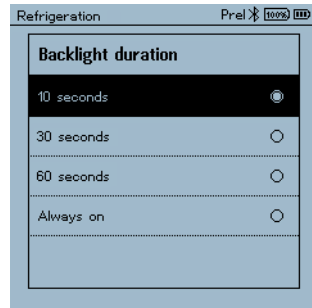 Refrigeration Prel 100%
Backlight duration
10 seconds
30 seconds
60 seconds
Always on